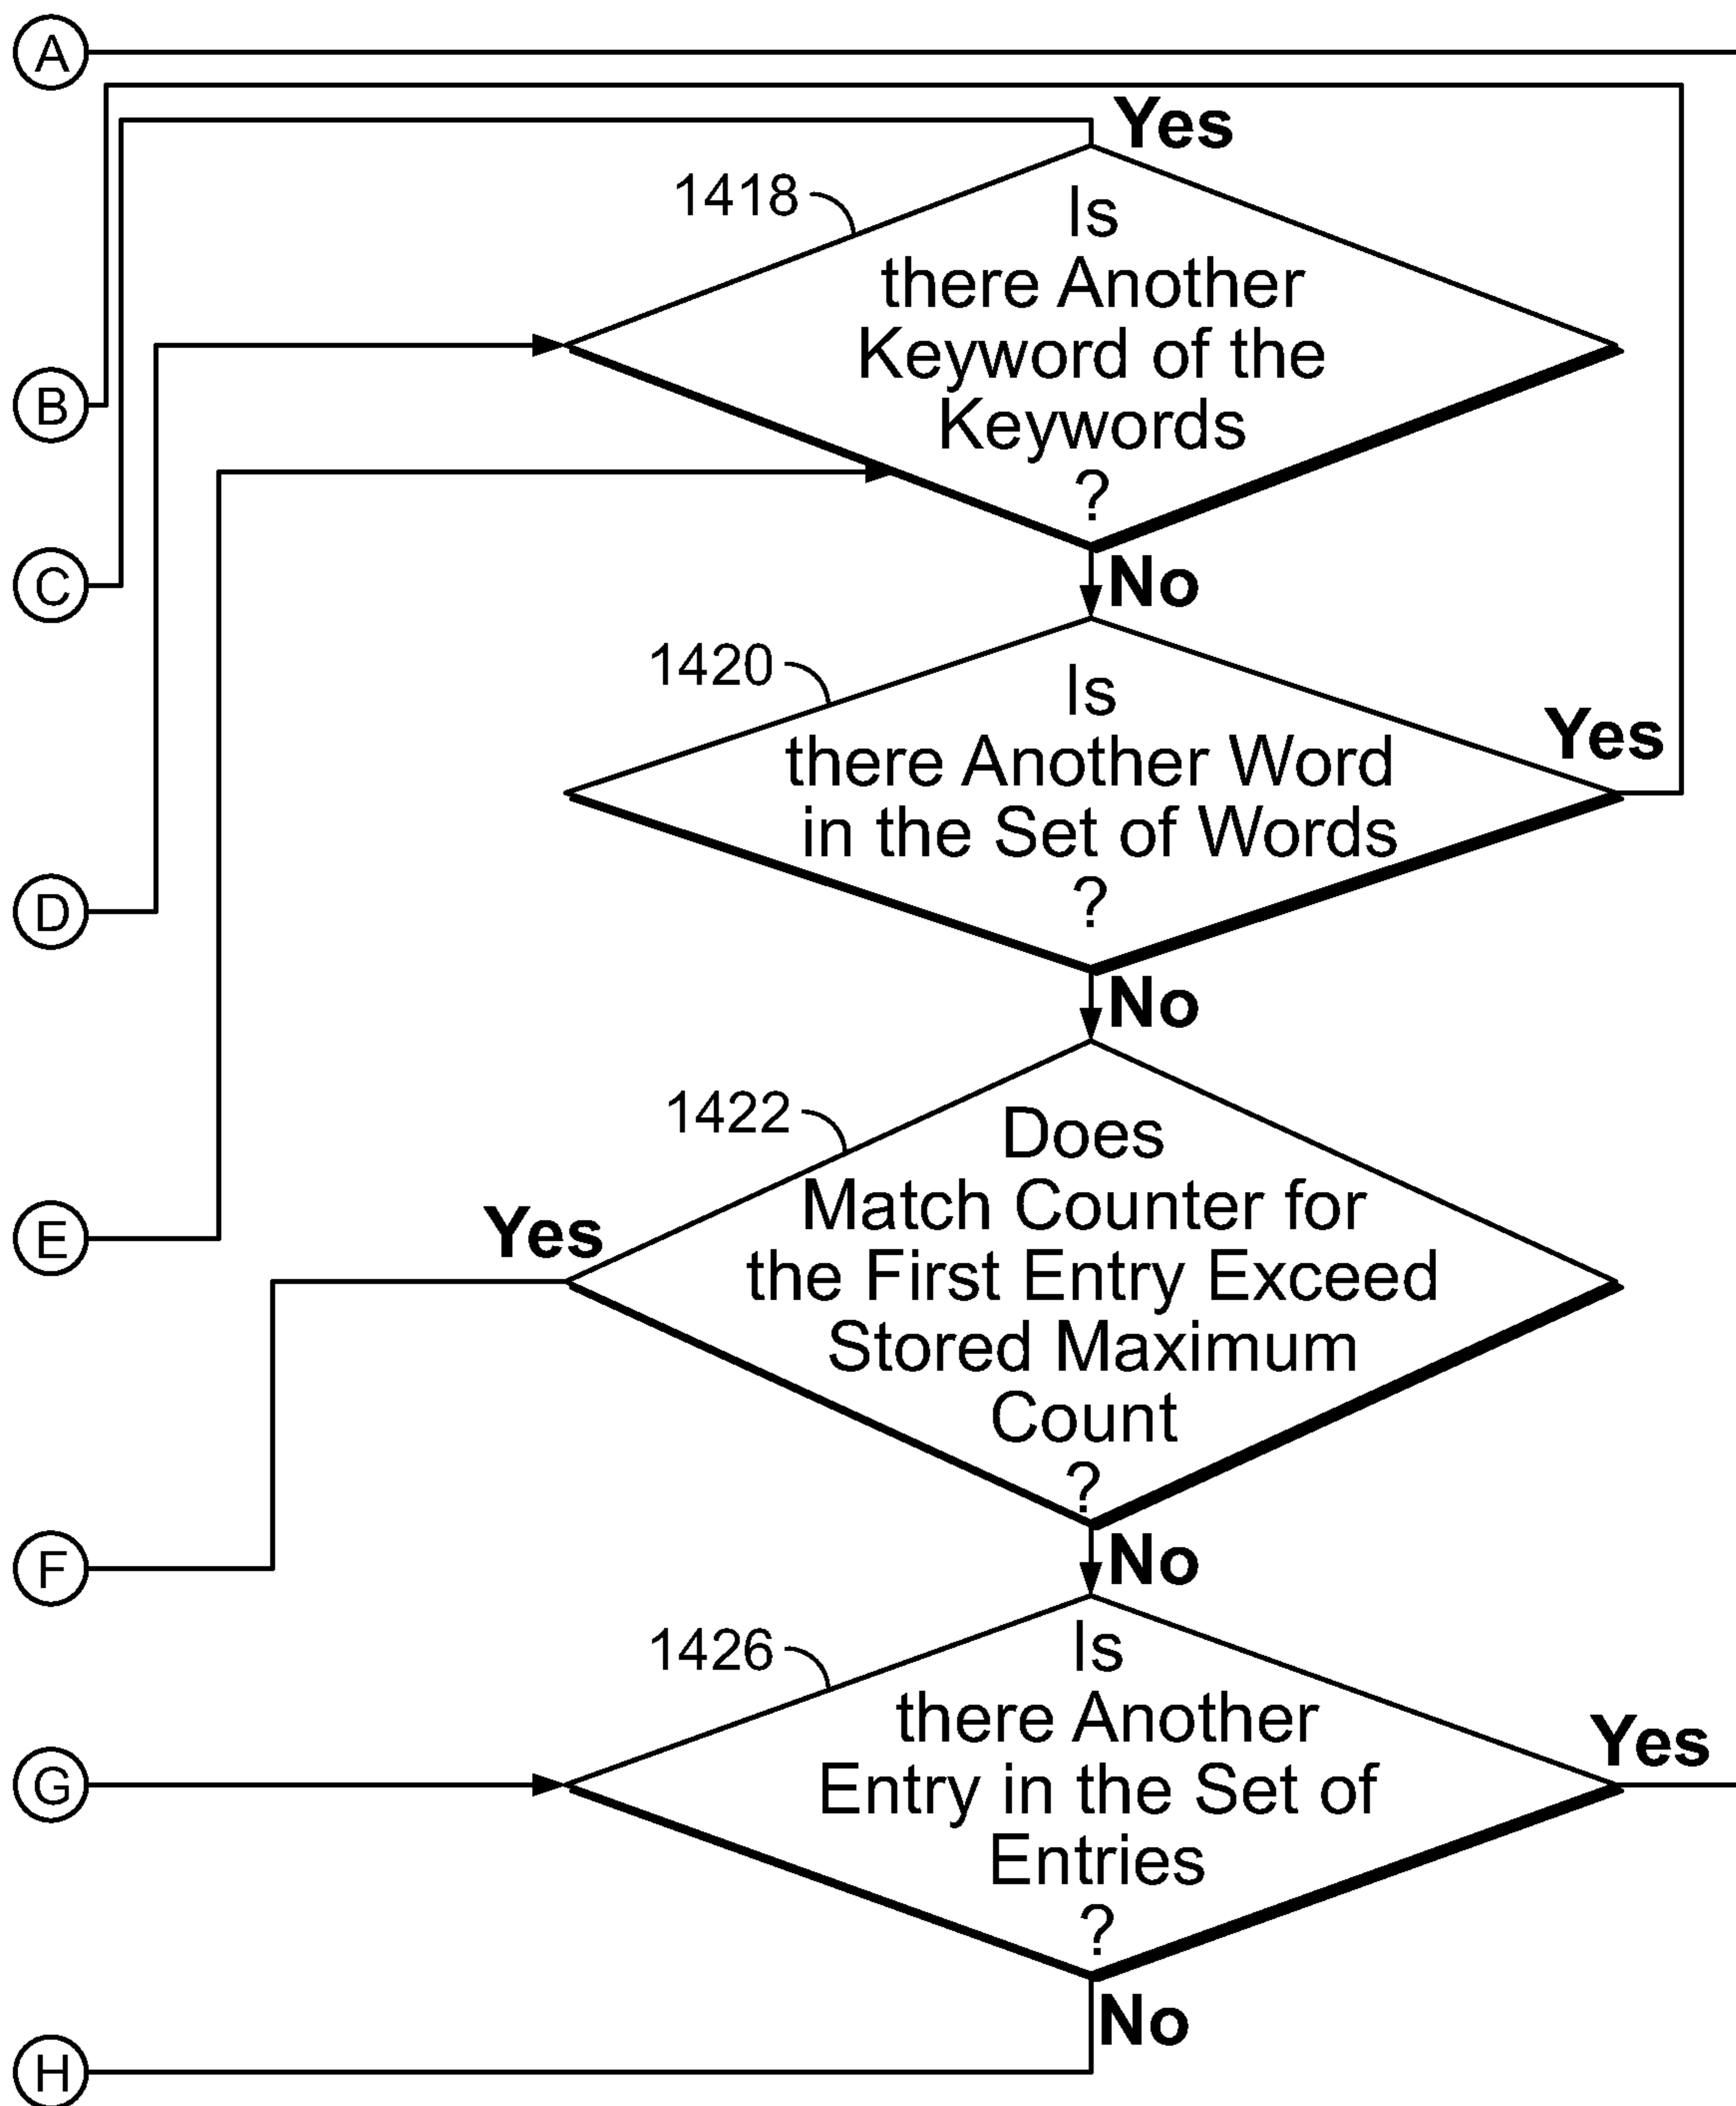 A
Yes
1418
Is
there Another
Keyword of the
Keywords
?
B
C
No
1420
Is
there Another Word
in the Set of Words
?
Yes
D
No
1422
Does
Match Counter for
the First Entry Exceed
Stored Maximum
Count
?
Yes
E
F
No
1426
Is
there Another
Entry in the Set of
Entries
?
Yes
G
No
H